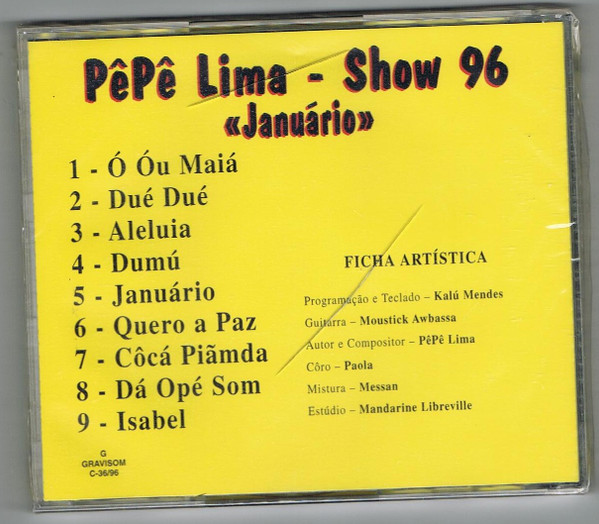 PêPê Lima - Show 96
«Januário»
1 - Ó Óu Maiá
2 - Dué Dué
3 - Aleluia
4 - Dumú
5 - Januário
6 - Quero a Paz
7 - Côcá Piãmda
8 - Dá Opé Som
9 - Isabel
FICHA ARTÍSTICA
Programação e Teclado – Kalú Mendes
Guitarra – Moustick Awbassa
Autor e Compositor – PêPê Lima
Côro – Paola
Mistura – Messan
Estúdio – Mandarine Libreville
G
GRAVISOM
C-36/96